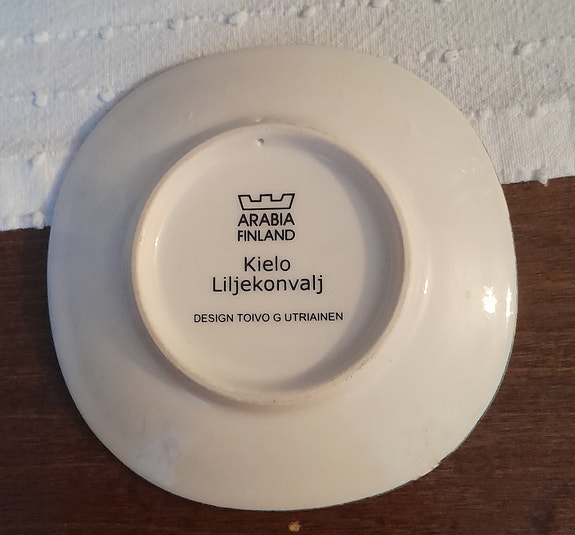 ARABIA
FINLAND
Kielo
Liljekonvalj
DESIGN TOIVO G UTRIAINEN